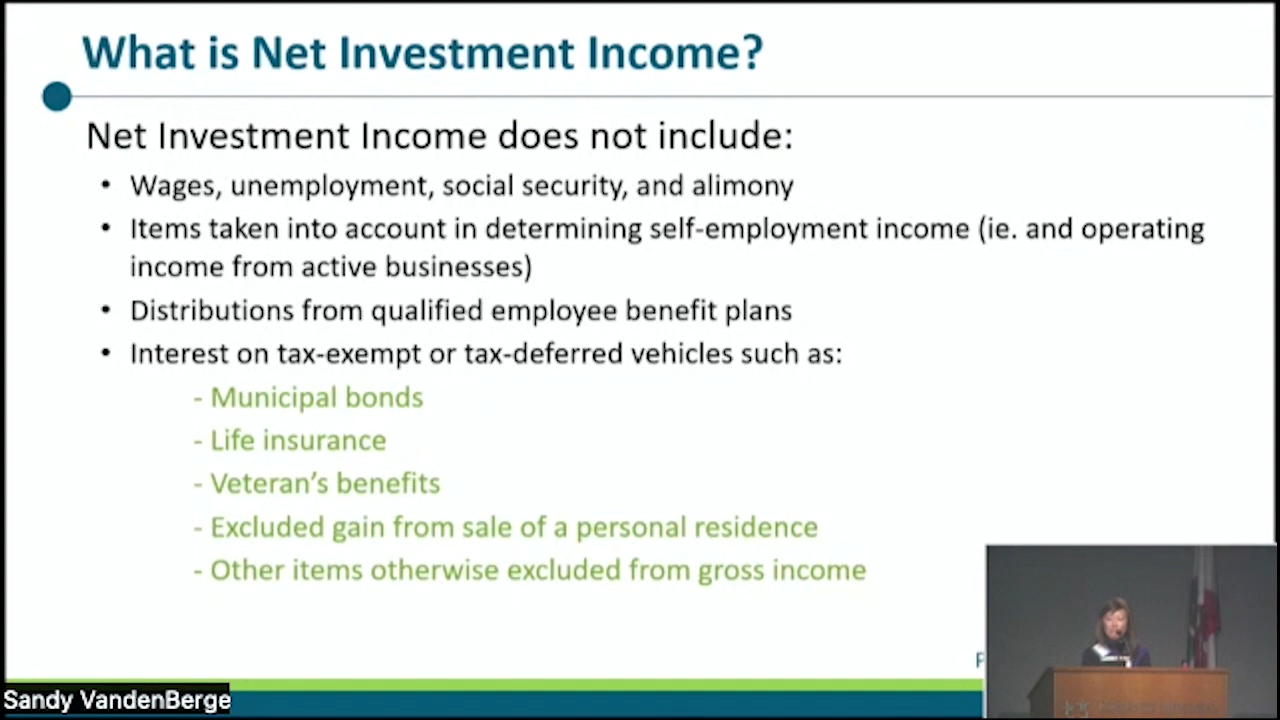 What is Net Investment Income?
Net Investment Income does not include:
• Wages, unemployment, social security, and alimony
• Items taken into account in determining self-employment income (ie. and operating
income from active businesses)
• Distributions from qualified employee benefit plans
• Interest on tax-exempt or tax-deferred vehicles such as:
- Municipal bonds
- Life insurance
- Veteran's benefits
- Excluded gain from sale of a personal residence
- Other items otherwise excluded from gross income
Sandy VandenBerge